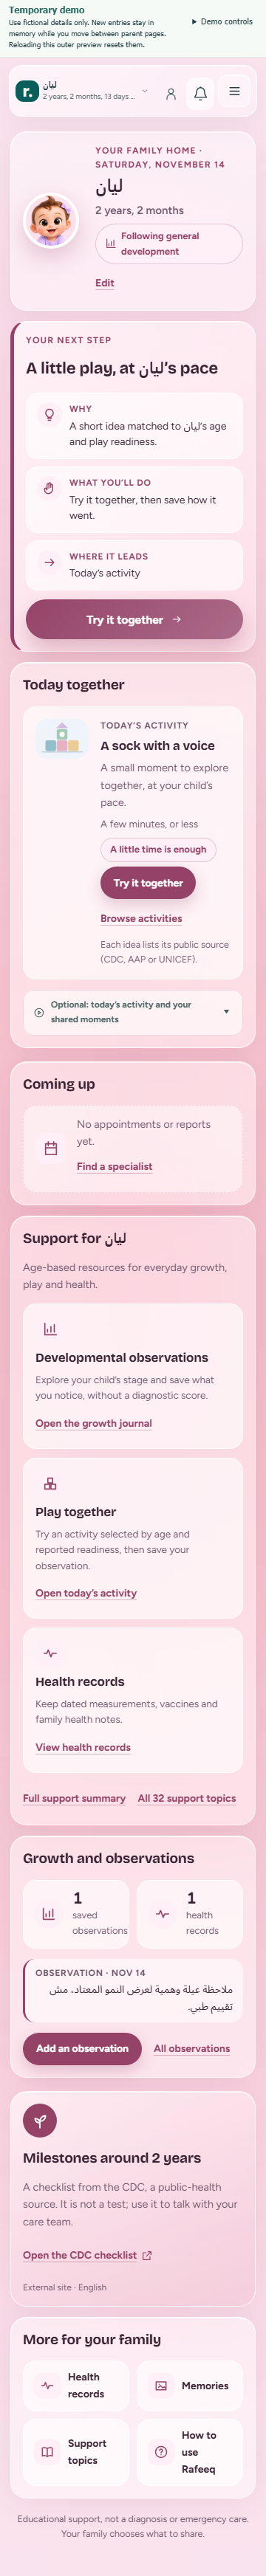 Temporary demo
Use fictional details only. New entries stay in
memory while you move between parent pages.
Reloading this outer preview resets them.
▶ Demo controls
r.
ليان
2 years, 2 months, 13 days ...
YOUR FAMILY HOME ·
SATURDAY, NOVEMBER 14
ليان
2 years, 2 months
Following general
development
Edit
YOUR NEXT STEP
A little play, at ليان’s pace
WHY
A short idea matched to ليان’s age
and play readiness.
WHAT YOU’LL DO
Try it together, then save how it
went.
WHERE IT LEADS
Today’s activity
Try it together →
Today together
TODAY’S ACTIVITY
A sock with a voice
A small moment to explore
together, at your child’s
pace.
A few minutes, or less
A little time is enough
Try it together
Browse activities
Each idea lists its public source
(CDC, AAP or UNICEF).
Optional: today’s activity and your
shared moments
Coming up
No appointments or reports
yet.
Find a specialist
Support for ليان
Age-based resources for everyday growth,
play and health.
Developmental observations
Explore your child’s stage and save what
you notice, without a diagnostic score.
Open the growth journal
Play together
Try an activity selected by age and
reported readiness, then save your
observation.
Open today’s activity
Health records
Keep dated measurements, vaccines and
family health notes.
View health records
Full support summary All 32 support topics
Growth and observations
1
saved
observations
1
health
records
OBSERVATION · NOV 14
ملاحظة عيلة وهمية لعرض النمو المعتاد، مش
تقييم طبي.
Add an observation
All observations
Milestones around 2 years
A checklist from the CDC, a public-health
source. It is not a test; use it to talk with your
care team.
Open the CDC checklist
External site · English
More for your family
Health
records
Memories
Support
topics
How to
use
Rafeeq
Educational support, not a diagnosis or emergency care.
Your family chooses what to share.